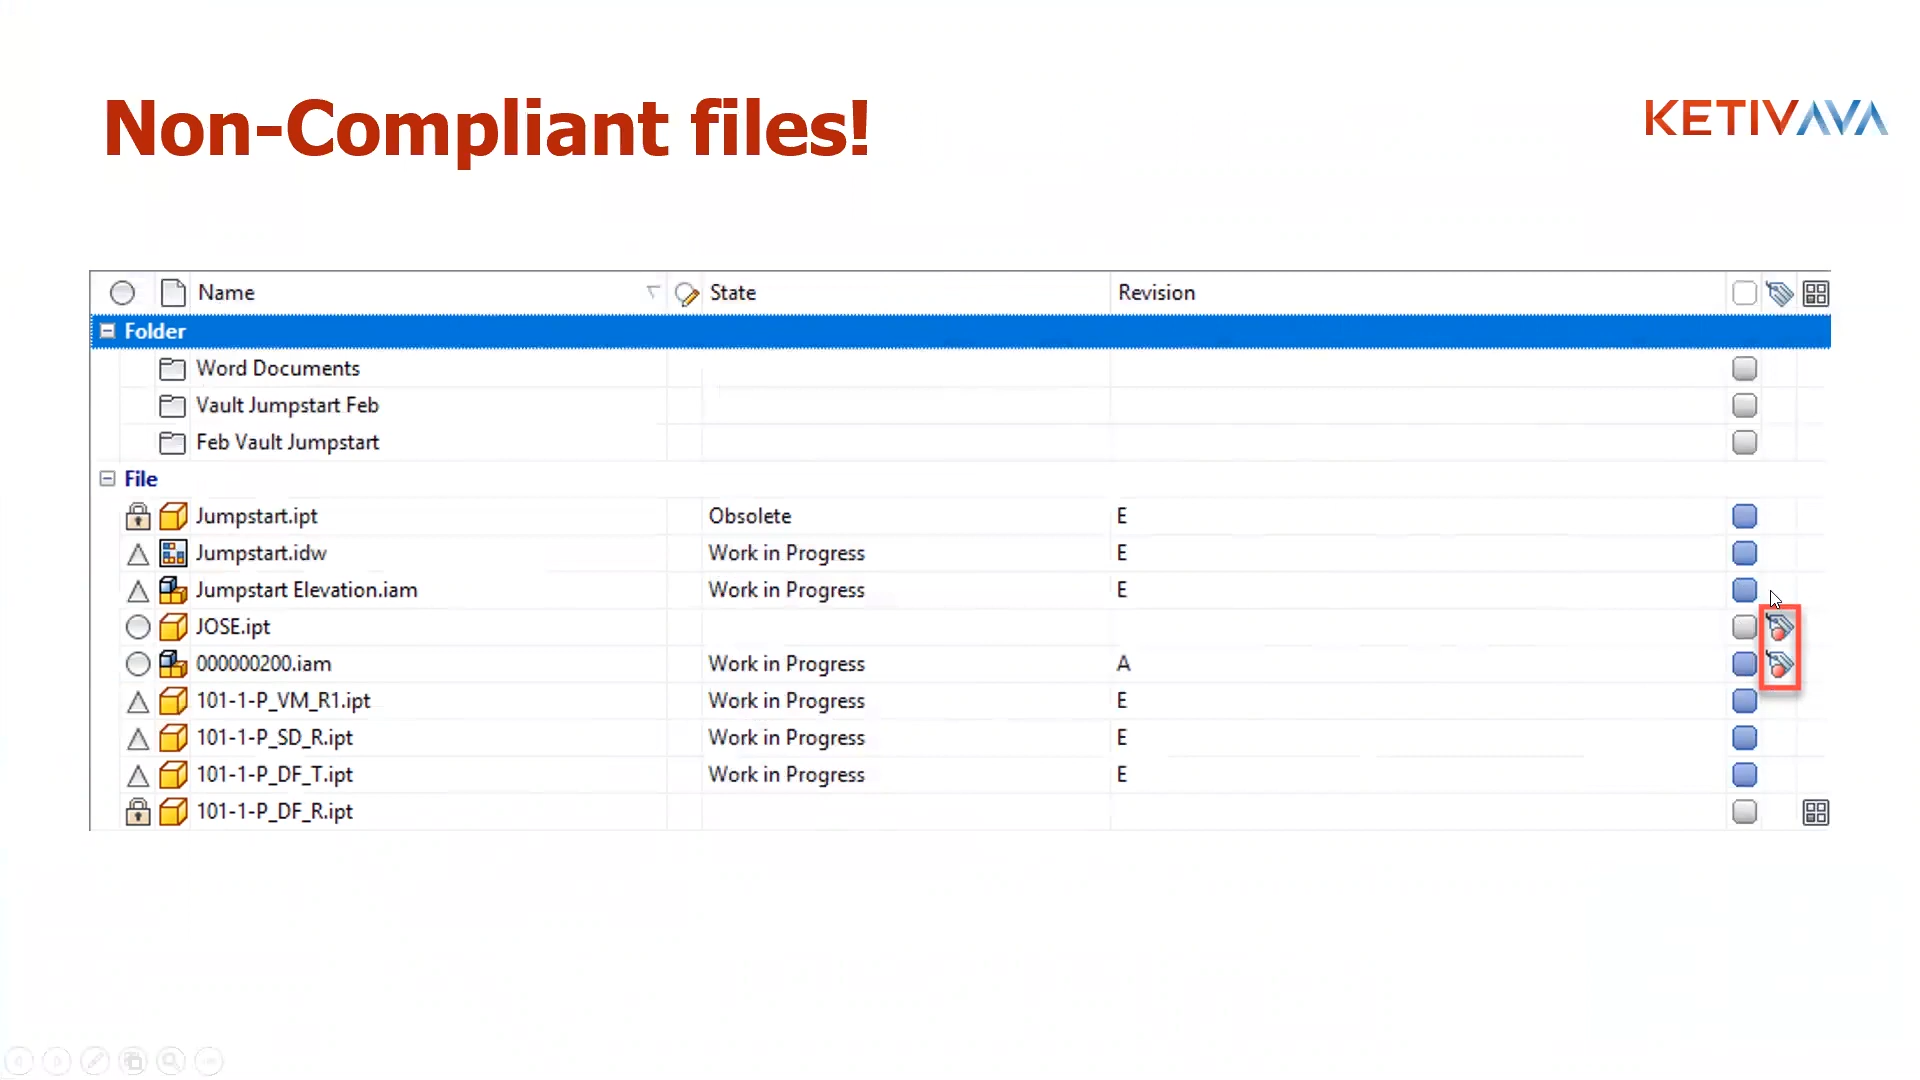 Non-Compliant files!
KETIVAVA
Name State Revision
Folder
Word Documents
Vault Jumpstart Feb
Feb Vault Jumpstart
File
Jumpstart.ipt Obsolete E
Jumpstart.idw Work in Progress E
Jumpstart Elevation.iam Work in Progress E
JOSE.ipt
000000200.iam Work in Progress A
101-1-P_VM_R1.ipt Work in Progress E
101-1-P_SD_R.ipt Work in Progress E
101-1-P_DF_T.ipt Work in Progress E
101-1-P_DF_R.ipt